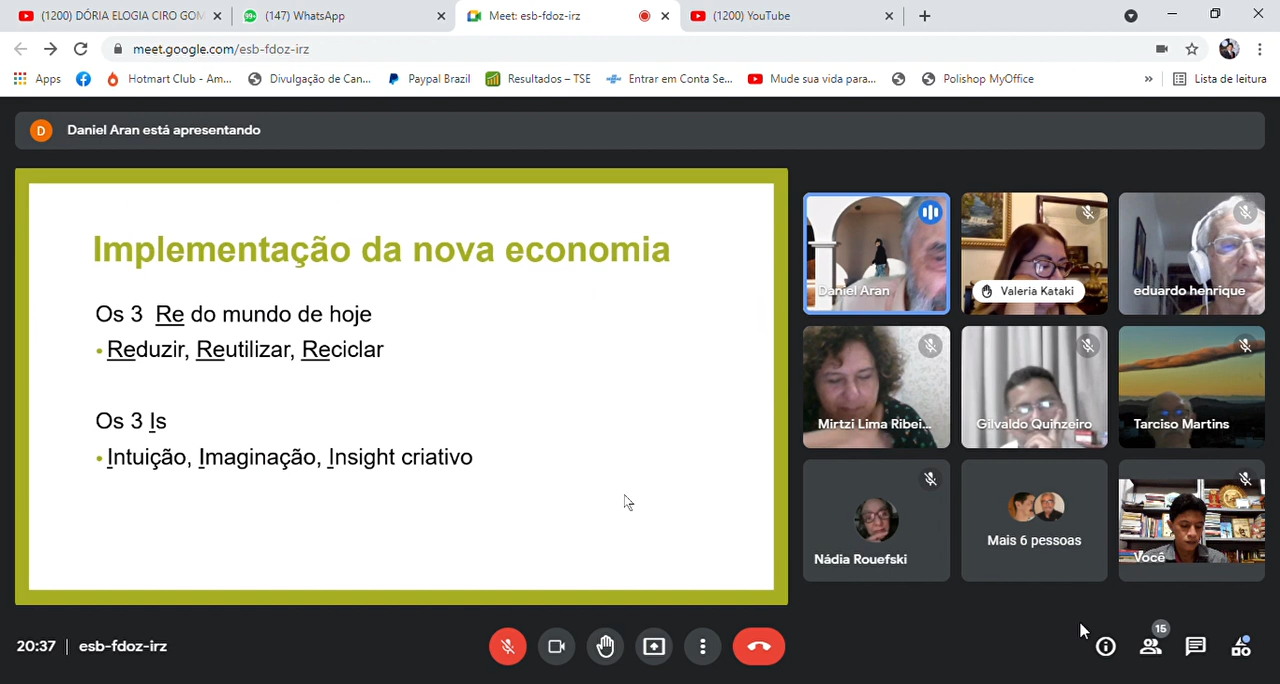 (1200) DÓRIA ELOGIA CIRO GOM
(147) WhatsApp
Meet: esb-fdoz-irz
(1200) YouTube
meet.google.com/esb-fdoz-irz
Apps
Hotmart Club - Am...
Divulgação de Can...
Paypal Brazil
Resultados – TSE
Entrar em Conta Se...
Mude sua vida para...
Polishop MyOffice
»
Lista de leitura
D
Daniel Aran está apresentando
Implementação da nova economia
Os 3 Re do mundo de hoje
• Reduzir, Reutilizar, Reciclar
Os 3 Is
• Intuição, Imaginação, Insight criativo
Daniel Aran
Valeria Kataki
eduardo henrique
Mirtzi Lima Ribei...
Gilvaldo Quinzeiro
Tarciso Martins
Nádia Rouefski
Mais 6 pessoas
Você
20:37 | esb-fdoz-irz
15